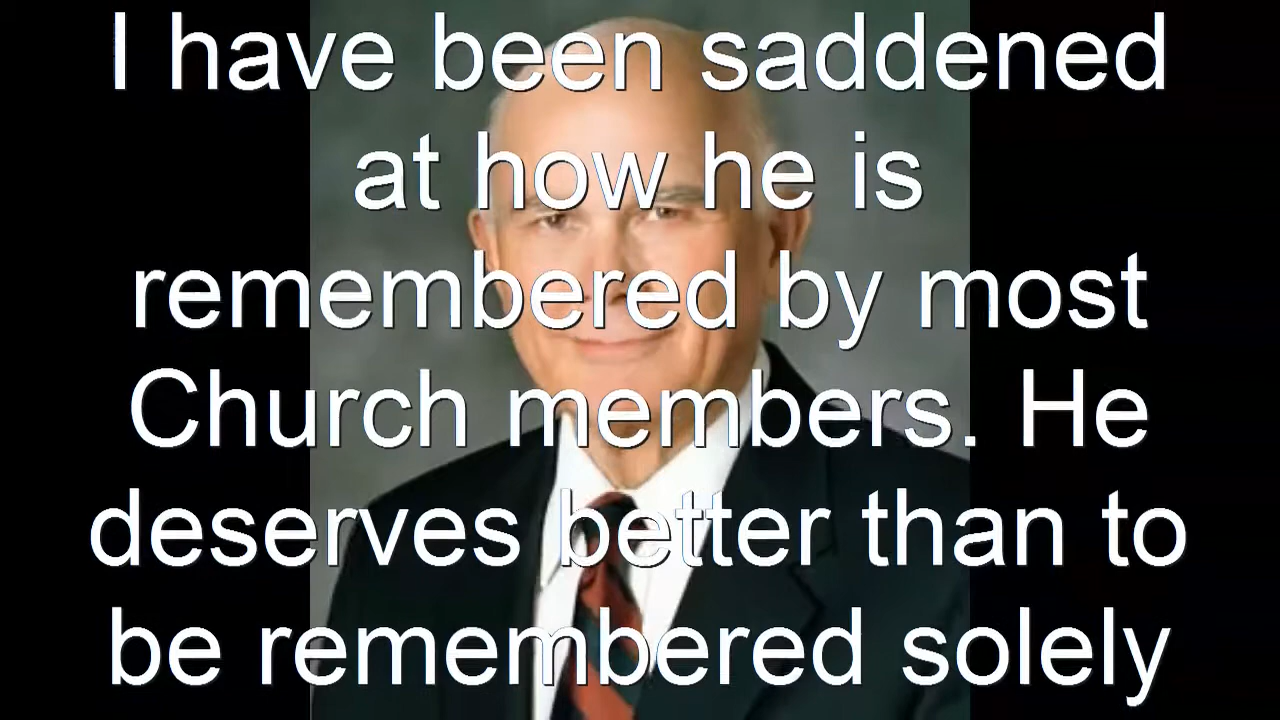 I have been saddened
at how he is
remembered by most
Church members. He
deserves better than to
be remembered solely